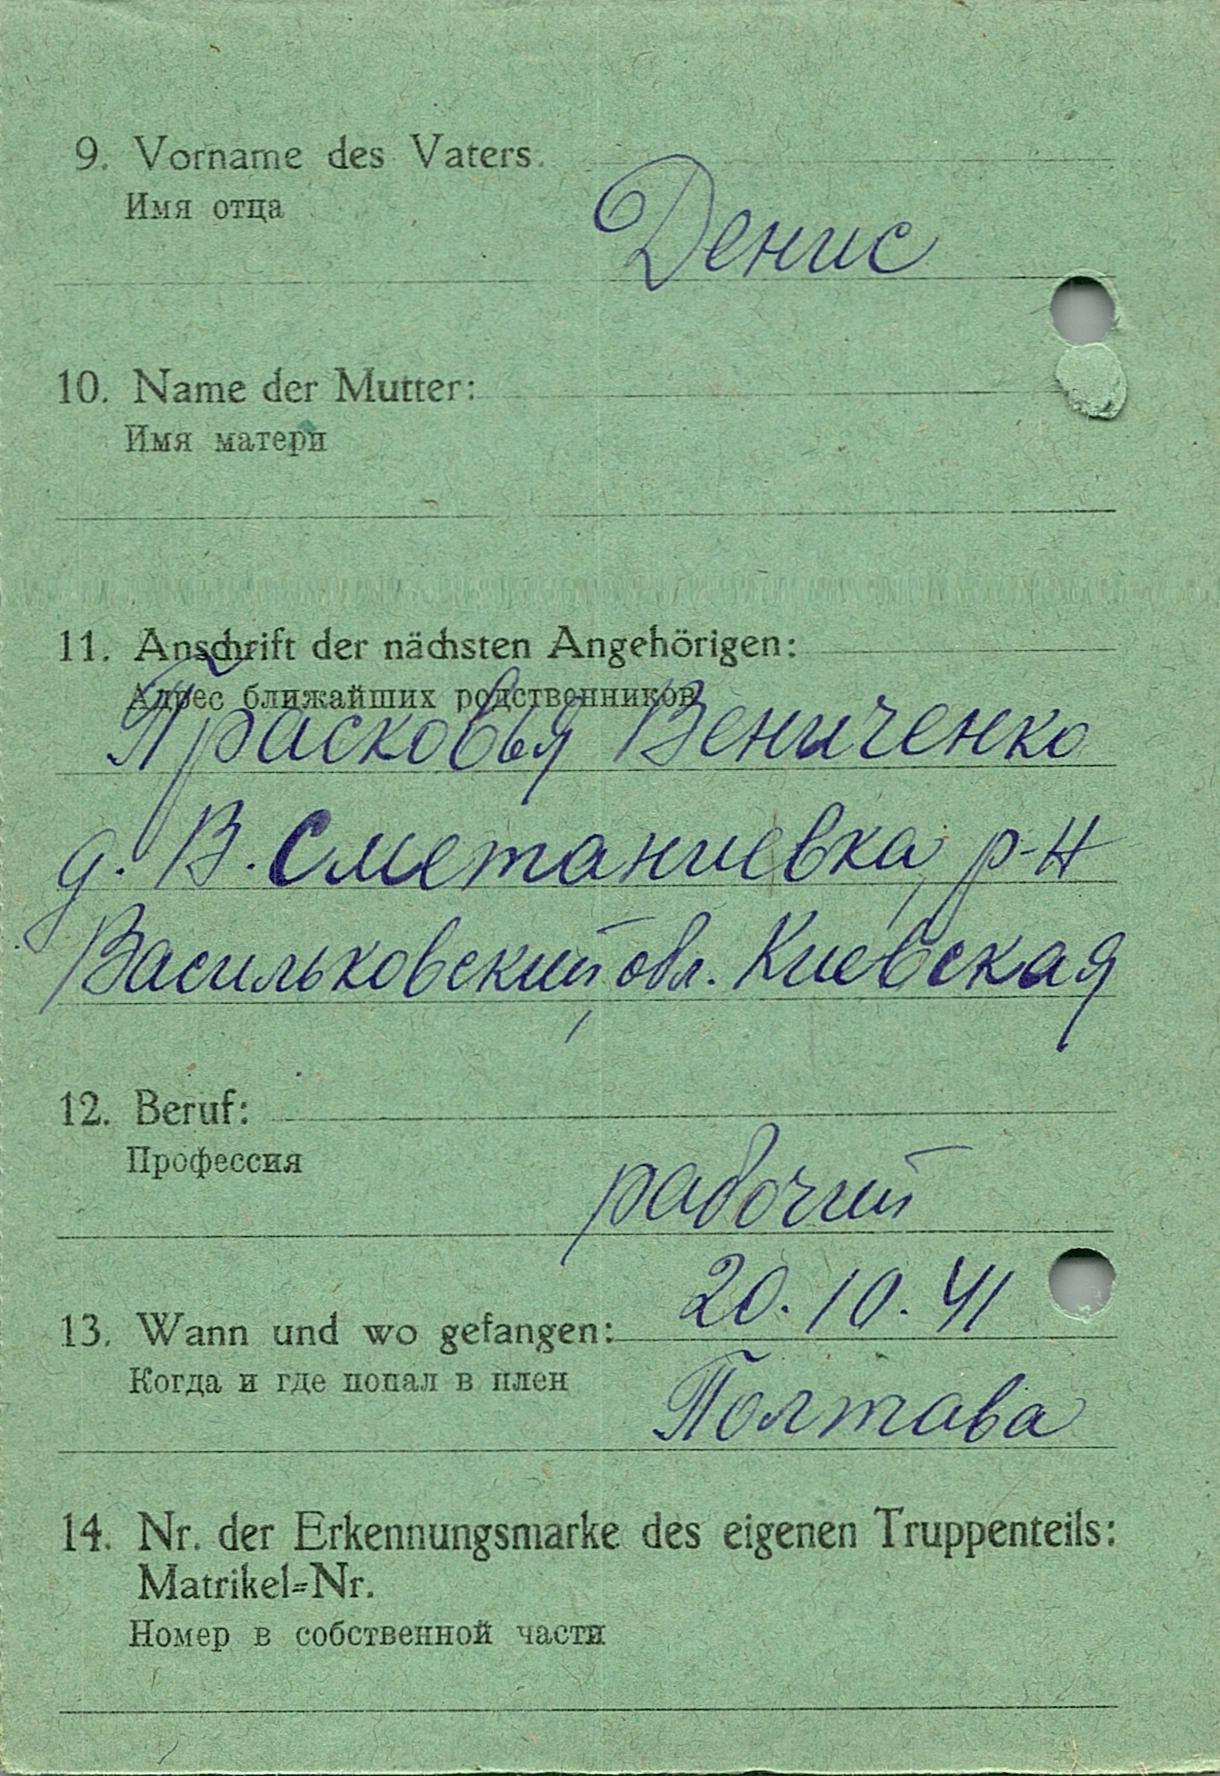 9. Vorname des Vaters.
Имя отца
Денис
10. Name der Mutter:
Имя матери
11. Anschrift der nächsten Angehörigen:
Адрес ближайших родственников
Прасковья Вениченко
д. В. Сметаниевка, р-н
Васильковский, обл. Киевская
12. Beruf:
Профессия
рабочий
20.10.41
13. Wann und wo gefangen:
Когда и где попал в плен
Полтава
14. Nr. der Erkennungsmarke des eigenen Truppenteils:
Matrikel=Nr.
Номер в собственной части